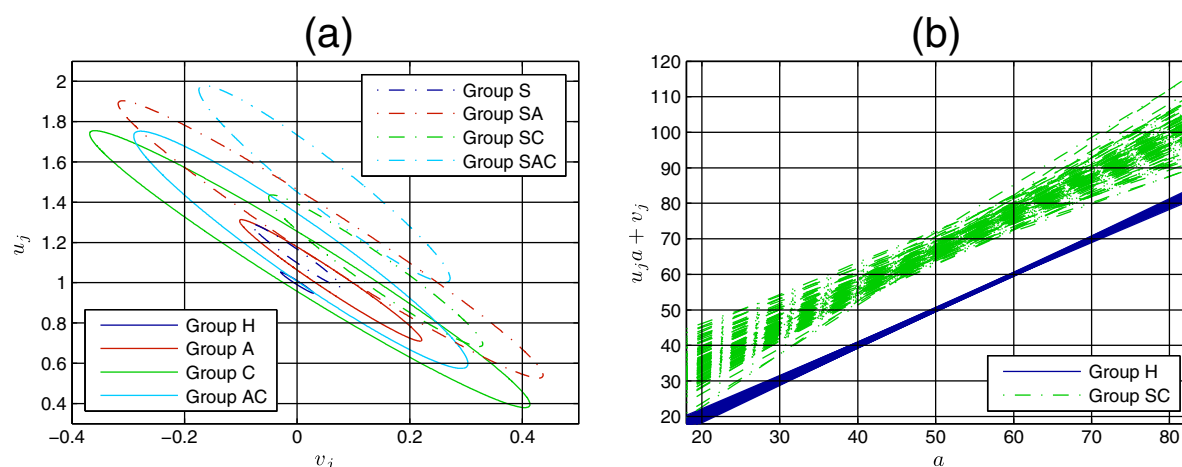 (a)
2
1.8
1.6
1.4
1.2
1
0.8
0.6
0.4
u_j
−0.4
−0.2
0
0.2
0.4
v_j
Group S
Group SA
Group SC
Group SAC
Group H
Group A
Group C
Group AC
(b)
120
110
100
90
80
70
60
50
40
30
20
u_j a + v_j
20
30
40
50
60
70
80
a
Group H
Group SC